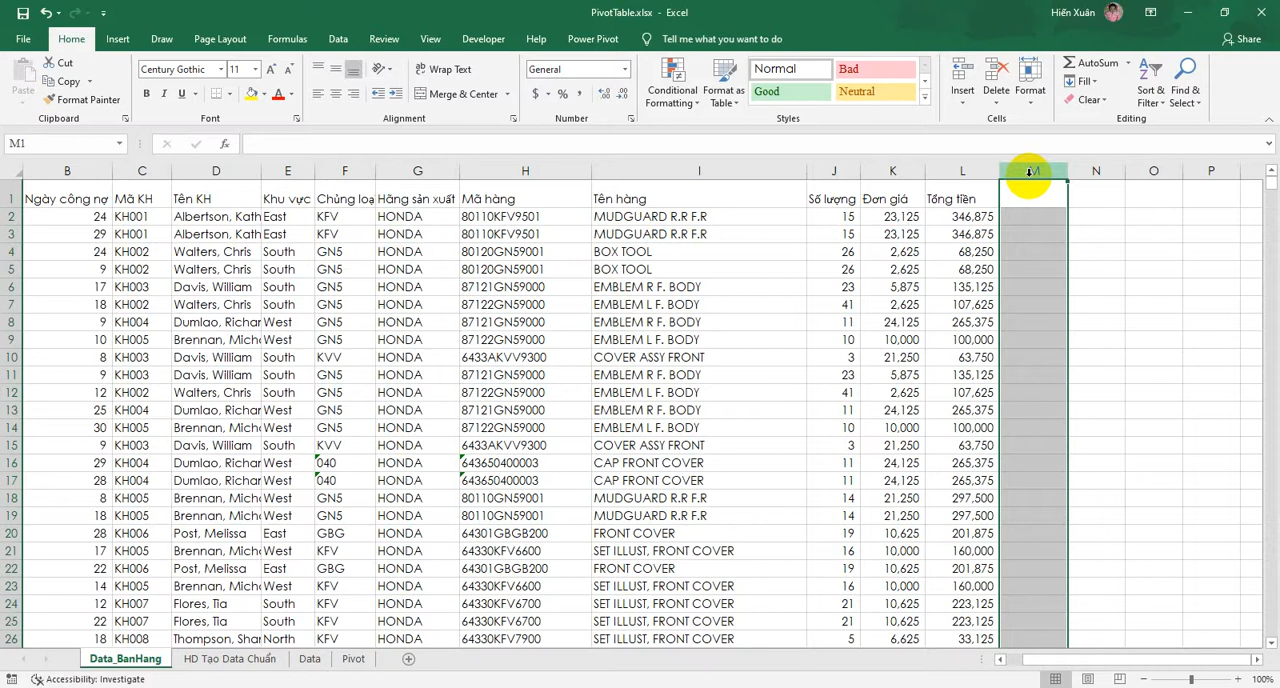 PivotTable.xlsx - Excel
Hiến Xuân
File Home Insert Draw Page Layout Formulas Data Review View Developer Help Power Pivot Tell me what you want to do Share
Paste Cut Copy Format Painter Clipboard
Century Gothic 11 B I U Font
Wrap Text Merge & Center Alignment
General $ % , Number
Conditional Formatting Format as Table Normal Bad Good Neutral Styles
Insert Delete Format Cells
AutoSum Fill Clear Sort & Filter Find & Select Editing
M1 fx
B C D E F G H I J K L M N O P
1 Ngày công nợ Mã KH Tên KH Khu vực Chủng loạ Hãng sản xuất Mã hàng Tên hàng Số lượng Đơn giá Tổng tiền
2 24 KH001 Albertson, Kath East KFV HONDA 80110KFV9501 MUDGUARD R.R F.R 15 23,125 346,875
3 29 KH001 Albertson, Kath East KFV HONDA 80110KFV9501 MUDGUARD R.R F.R 15 23,125 346,875
4 24 KH002 Walters, Chris South GN5 HONDA 80120GN59001 BOX TOOL 26 2,625 68,250
5 9 KH002 Walters, Chris South GN5 HONDA 80120GN59001 BOX TOOL 26 2,625 68,250
6 17 KH003 Davis, William South GN5 HONDA 87121GN59000 EMBLEM R F. BODY 23 5,875 135,125
7 18 KH002 Walters, Chris South GN5 HONDA 87122GN59000 EMBLEM L F. BODY 41 2,625 107,625
8 9 KH004 Dumlao, Richar West GN5 HONDA 87121GN59000 EMBLEM R F. BODY 11 24,125 265,375
9 10 KH005 Brennan, Micho West GN5 HONDA 87122GN59000 EMBLEM L F. BODY 10 10,000 100,000
10 8 KH003 Davis, William South KVV HONDA 6433AKVV9300 COVER ASSY FRONT 3 21,250 63,750
11 9 KH003 Davis, William South GN5 HONDA 87121GN59000 EMBLEM R F. BODY 23 5,875 135,125
12 9 KH002 Walters, Chris South GN5 HONDA 87122GN59000 EMBLEM L F. BODY 41 2,625 107,625
13 25 KH004 Dumlao, Richar West GN5 HONDA 87121GN59000 EMBLEM R F. BODY 11 24,125 265,375
14 30 KH005 Brennan, Micho West GN5 HONDA 87122GN59000 EMBLEM L F. BODY 10 10,000 100,000
15 9 KH003 Davis, William South KVV HONDA 6433AKVV9300 COVER ASSY FRONT 3 21,250 63,750
16 29 KH004 Dumlao, Richar West 040 HONDA 643650400003 CAP FRONT COVER 11 24,125 265,375
17 28 KH004 Dumlao, Richar West 040 HONDA 643650400003 CAP FRONT COVER 11 24,125 265,375
18 8 KH005 Brennan, Micho West GN5 HONDA 80110GN59001 MUDGUARD R.R F.R 14 21,250 297,500
19 18 KH005 Brennan, Micho West GN5 HONDA 80110GN59001 MUDGUARD R.R F.R 14 21,250 297,500
20 28 KH006 Post, Melissa East GBG HONDA 64301GBGB200 FRONT COVER 19 10,625 201,875
21 17 KH005 Brennan, Micho West KFV HONDA 64330KFV6600 SET ILLUST, FRONT COVER 16 10,000 160,000
22 22 KH006 Post, Melissa East GBG HONDA 64301GBGB200 FRONT COVER 19 10,625 201,875
23 14 KH005 Brennan, Micho West KFV HONDA 64330KFV6600 SET ILLUST, FRONT COVER 16 10,000 160,000
24 12 KH007 Flores, Tia South KFV HONDA 64330KFV6700 SET ILLUST, FRONT COVER 21 10,625 223,125
25 22 KH007 Flores, Tia South KFV HONDA 64330KFV6700 SET ILLUST, FRONT COVER 21 10,625 223,125
26 18 KH008 Thompson, Shar North KFV HONDA 64330KFV7900 SET ILLUST, FRONT COVER 5 6,625 33,125
Data_BanHang HD Tạo Data Chuẩn Data Pivot
Accessibility: Investigate 100%